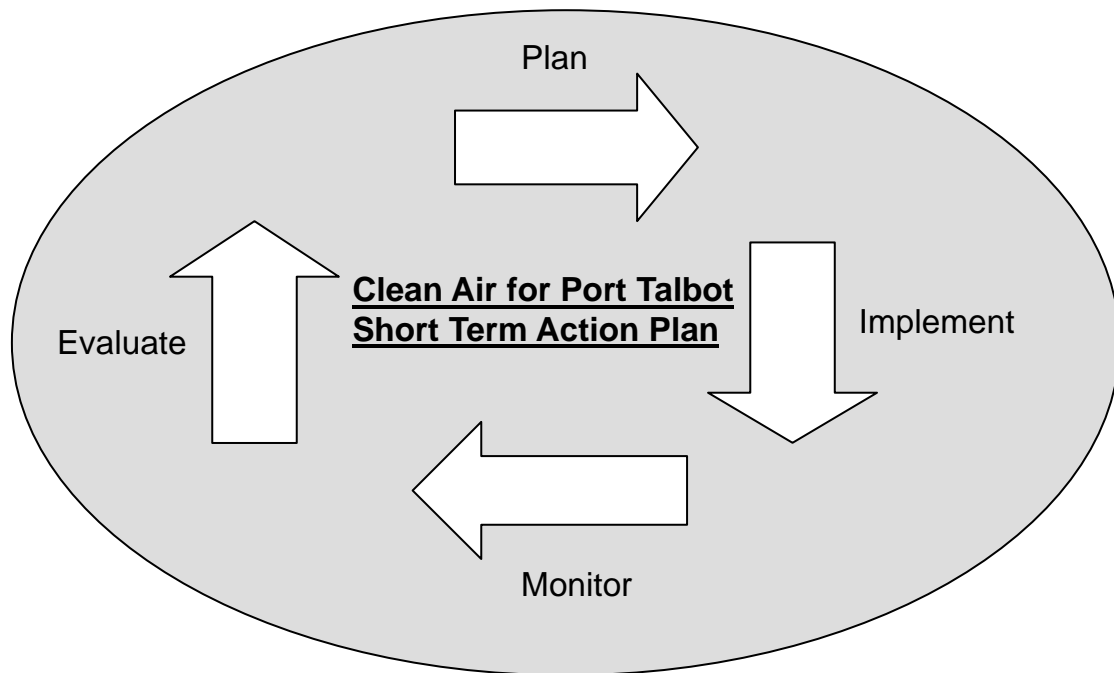 Plan
Clean Air for Port Talbot
Short Term Action Plan
Implement
Evaluate
Monitor